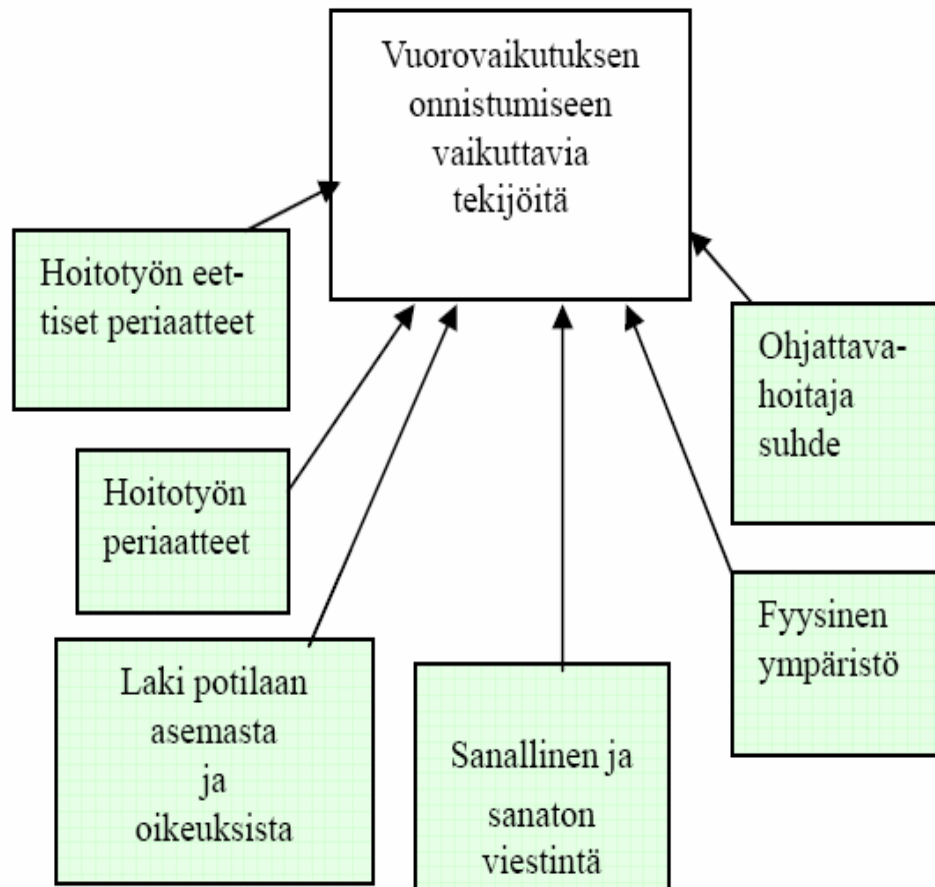 Vuorovaikutuksen
onnistumiseen
vaikuttavia
tekijöitä
Hoitotyön eet-
tiset periaatteet
Ohjattava-
hoitaja
suhde
Hoitotyön
periaatteet
Fyysinen
ympäristö
Laki potilaan
asemasta
ja
oikeuksista
Sanallinen ja
sanaton
viestintä